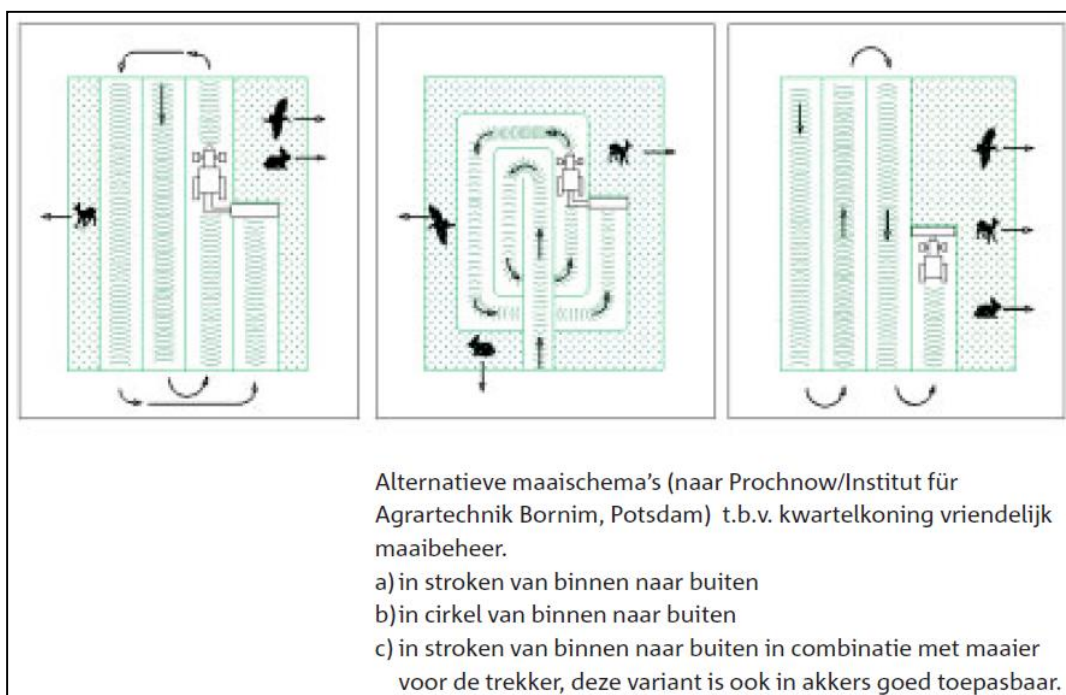 Alternatieve maaischema's (naar Prochnow/Institut für
Agrartechnik Bornim, Potsdam) t.b.v. kwartelkoning vriendelijk
maaibeheer.
a) in stroken van binnen naar buiten
b) in cirkel van binnen naar buiten
c) in stroken van binnen naar buiten in combinatie met maaier
voor de trekker, deze variant is ook in akkers goed toepasbaar.